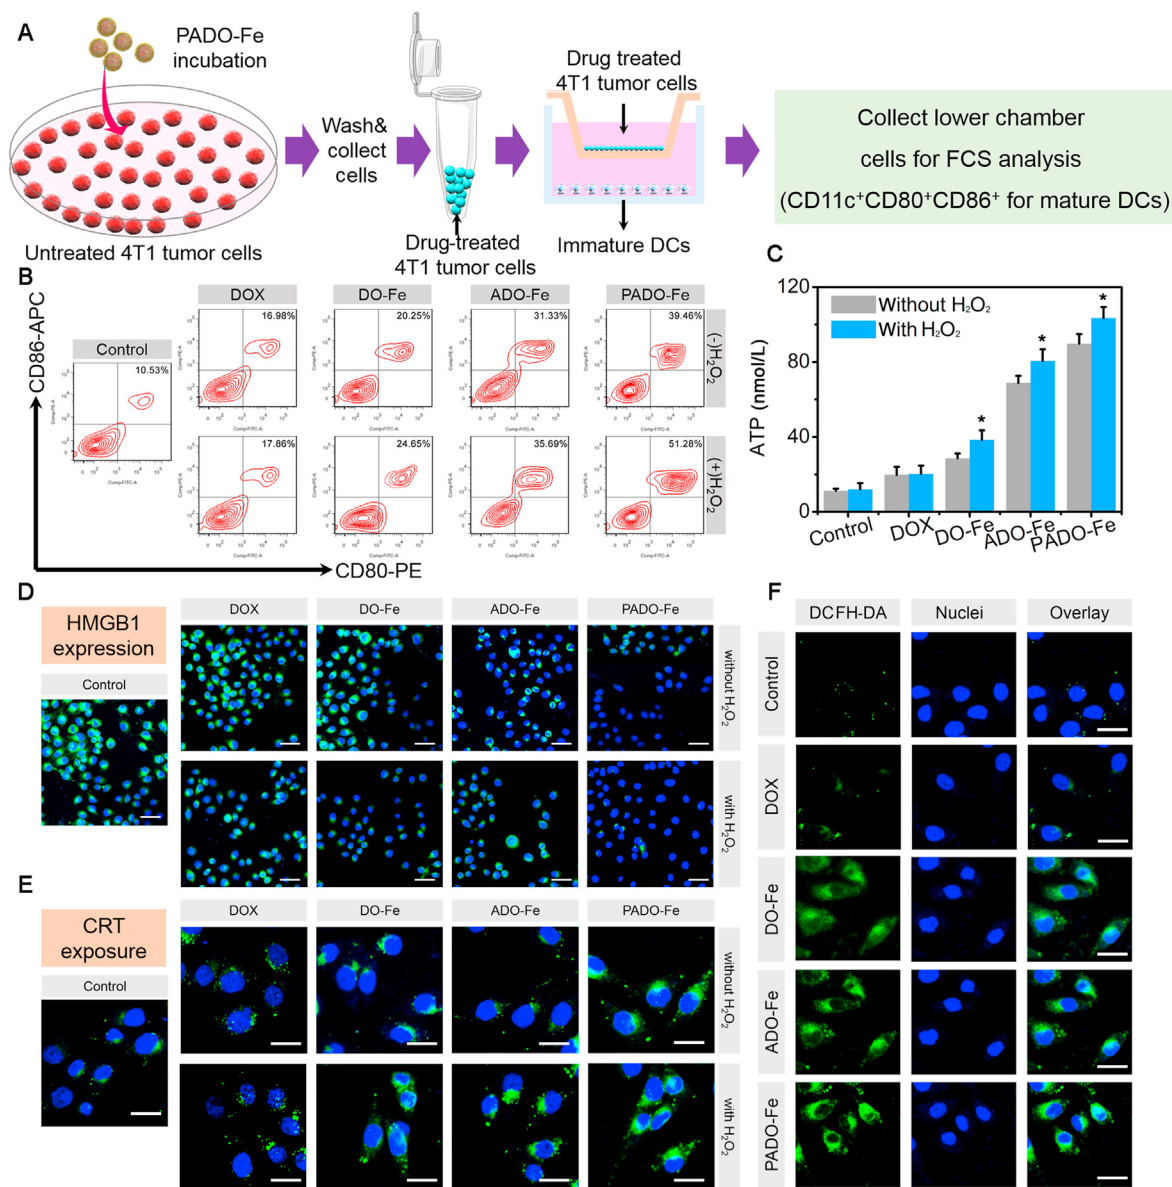 A
PADO-Fe
incubation
Untreated 4T1 tumor cells
Wash&
collect
cells
Drug-treated
4T1 tumor cells
Drug treated
4T1 tumor cells
Immature DCs
Collect lower chamber
cells for FCS analysis
(CD11c⁺CD80⁺CD86⁺ for mature DCs)
B
CD86-APC
CD80-PE
Control
10.53%
DOX
DO-Fe
ADO-Fe
PADO-Fe
16.98%
20.25%
31.33%
39.46%
(-)H₂O₂
17.86%
24.65%
35.69%
51.28%
(+)H₂O₂
C
Without H₂O₂
With H₂O₂
ATP (nmol/L)
120
80
40
0
* * *
Control
DOX
DO-Fe
ADO-Fe
PADO-Fe
D
HMGB1
expression
Control
DOX
DO-Fe
ADO-Fe
PADO-Fe
without H₂O₂
with H₂O₂
E
CRT
exposure
Control
DOX
DO-Fe
ADO-Fe
PADO-Fe
without H₂O₂
with H₂O₂
F
DCFH-DA
Nuclei
Overlay
Control
DOX
DO-Fe
ADO-Fe
PADO-Fe